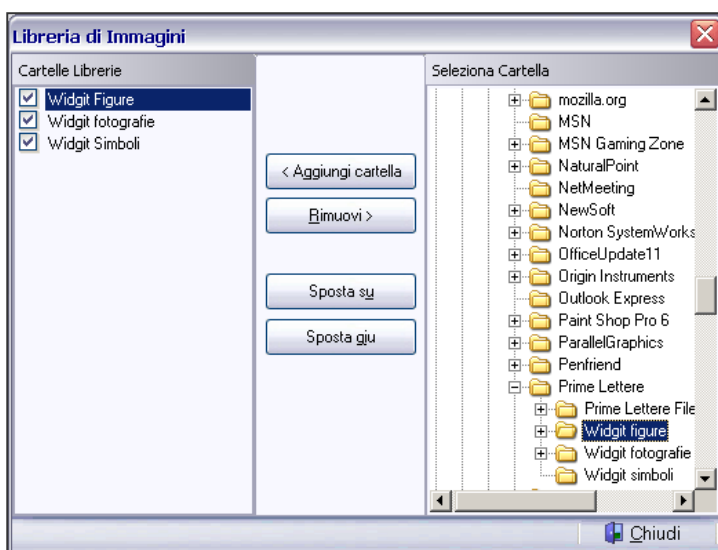 Libreria di Immagini
Cartelle Librerie
Widgit Figure
Widgit fotografie
Widgit Simboli
< Aggiungi cartella
Rimuovi >
Sposta su
Sposta giu
Seleziona Cartella
mozilla.org
MSN
MSN Gaming Zone
NaturalPoint
NetMeeting
NewSoft
Norton SystemWorks
OfficeUpdate11
Origin Instruments
Outlook Express
Paint Shop Pro 6
ParallelGraphics
Penfriend
Prime Lettere
Prime Lettere File
Widgit figure
Widgit fotografie
Widgit simboli
Chiudi